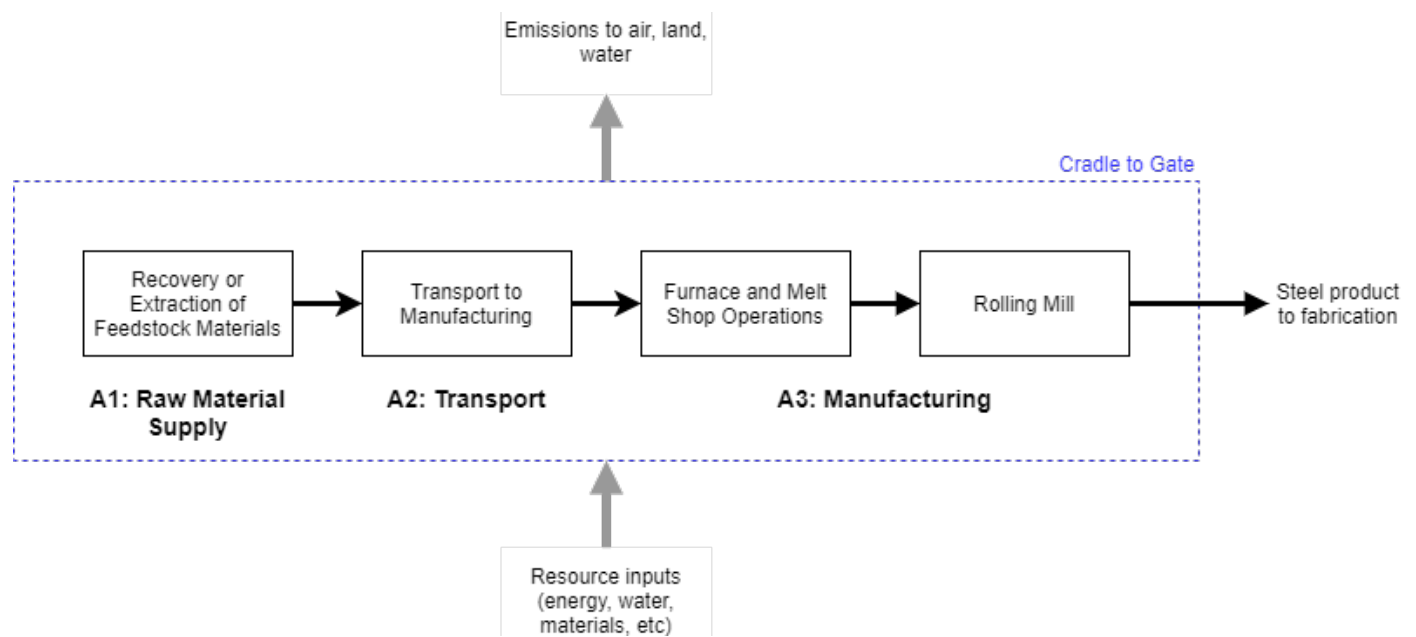 Emissions to air, land,
water
Cradle to Gate
Recovery or
Extraction of
Feedstock Materials
Transport to
Manufacturing
Furnace and Melt
Shop Operations
Rolling Mill
Steel product
to fabrication
A1: Raw Material
Supply
A2: Transport
A3: Manufacturing
Resource inputs
(energy, water,
materials, etc)